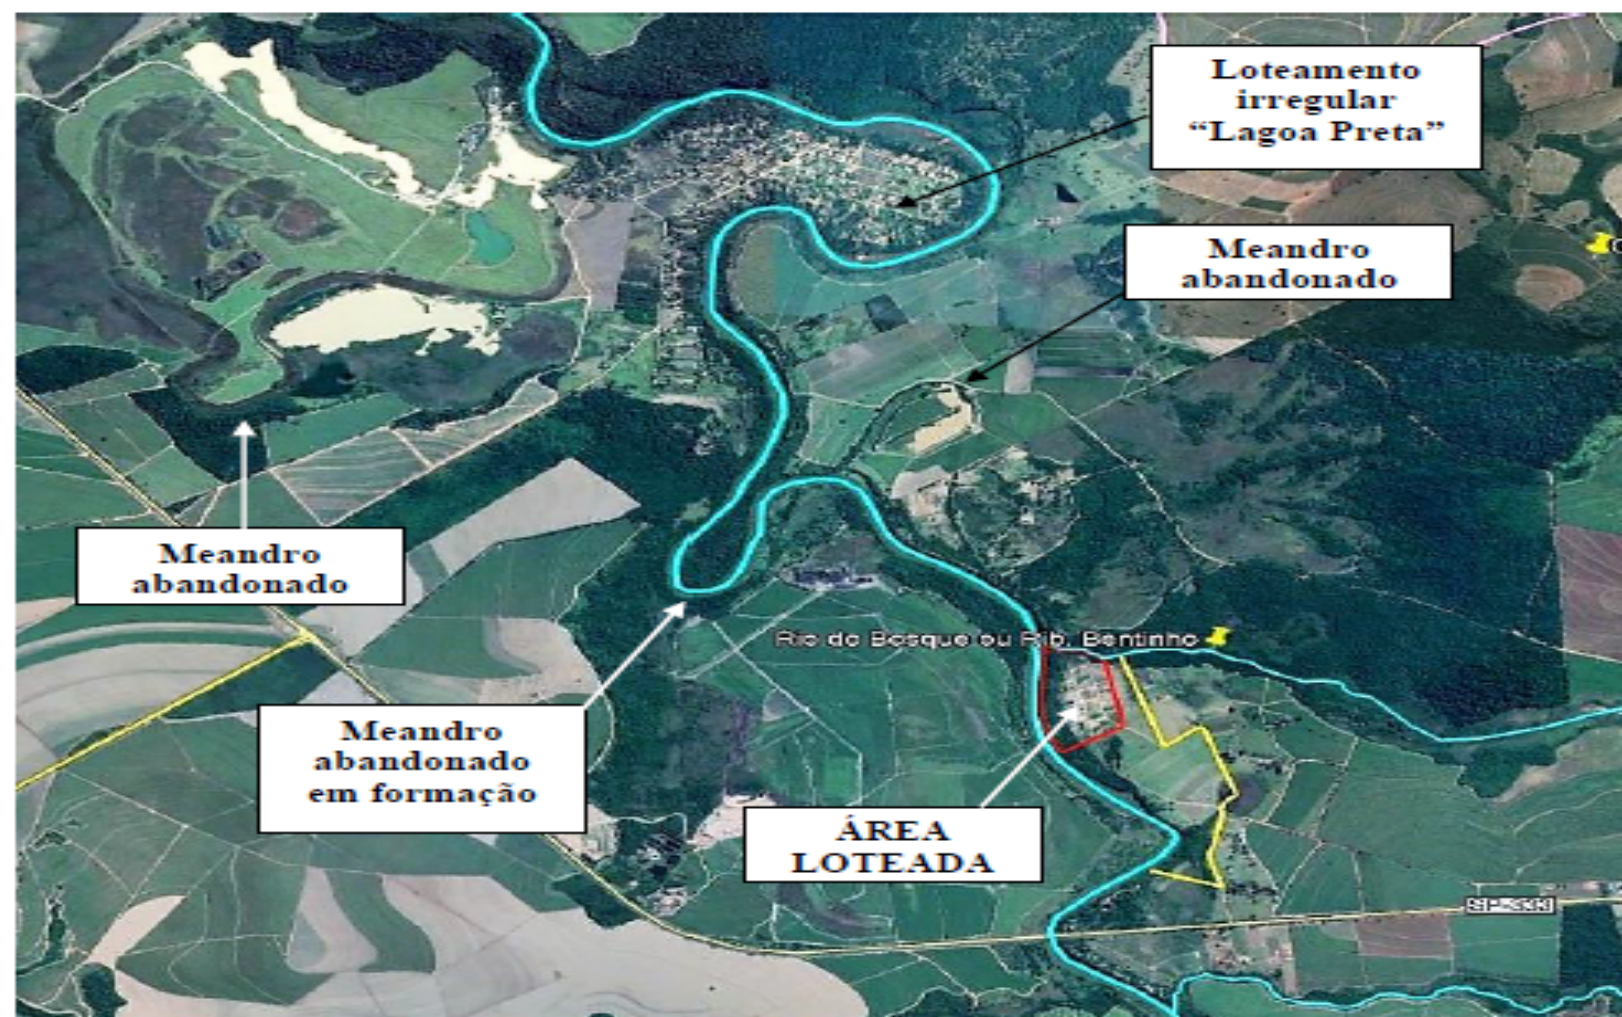 Loteamento
irregular
“Lagoa Preta”
Meandro
abandonado
Meandro
abandonado
Rio do Bosque ou Rib. Bentinho
Meandro
abandonado
em formação
ÁREA
LOTEADA
SP-333